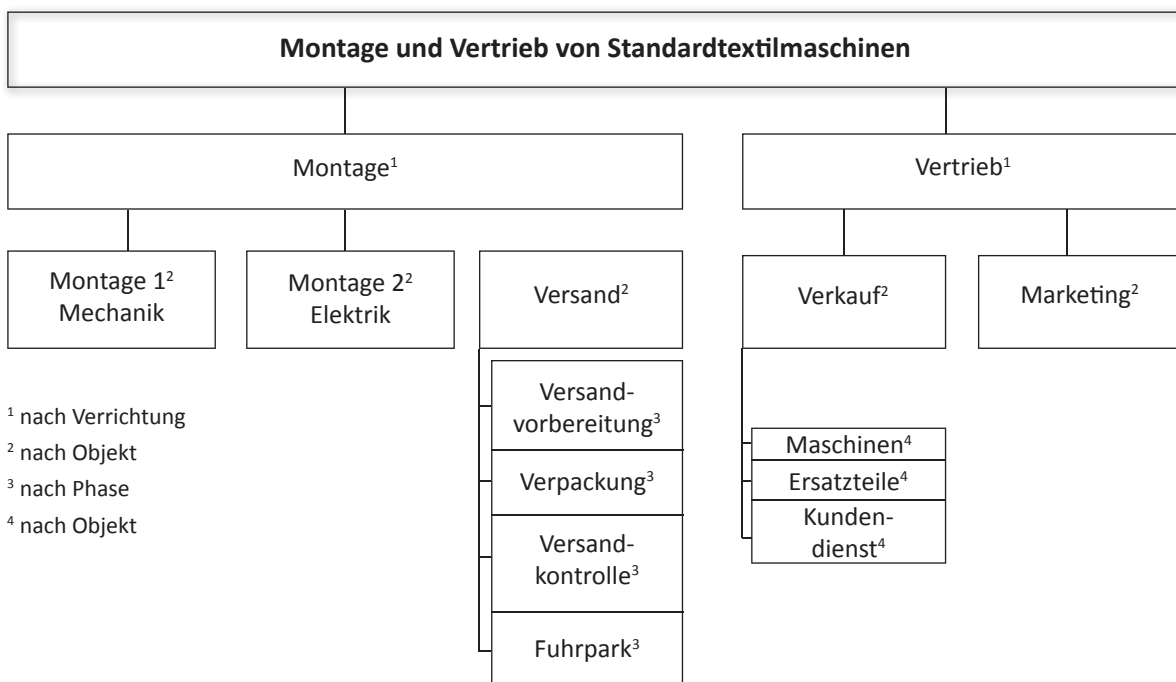 Montage und Vertrieb von Standardtextilmaschinen
Montage¹
Vertrieb¹
Montage 1²
Mechanik
Montage 2²
Elektrik
Versand²
Verkauf²
Marketing²
Versand-
vorbereitung³
Verpackung³
Versand-
kontrolle³
Fuhrpark³
Maschinen⁴
Ersatzteile⁴
Kunden-
dienst⁴
¹ nach Verrichtung
² nach Objekt
³ nach Phase
⁴ nach Objekt